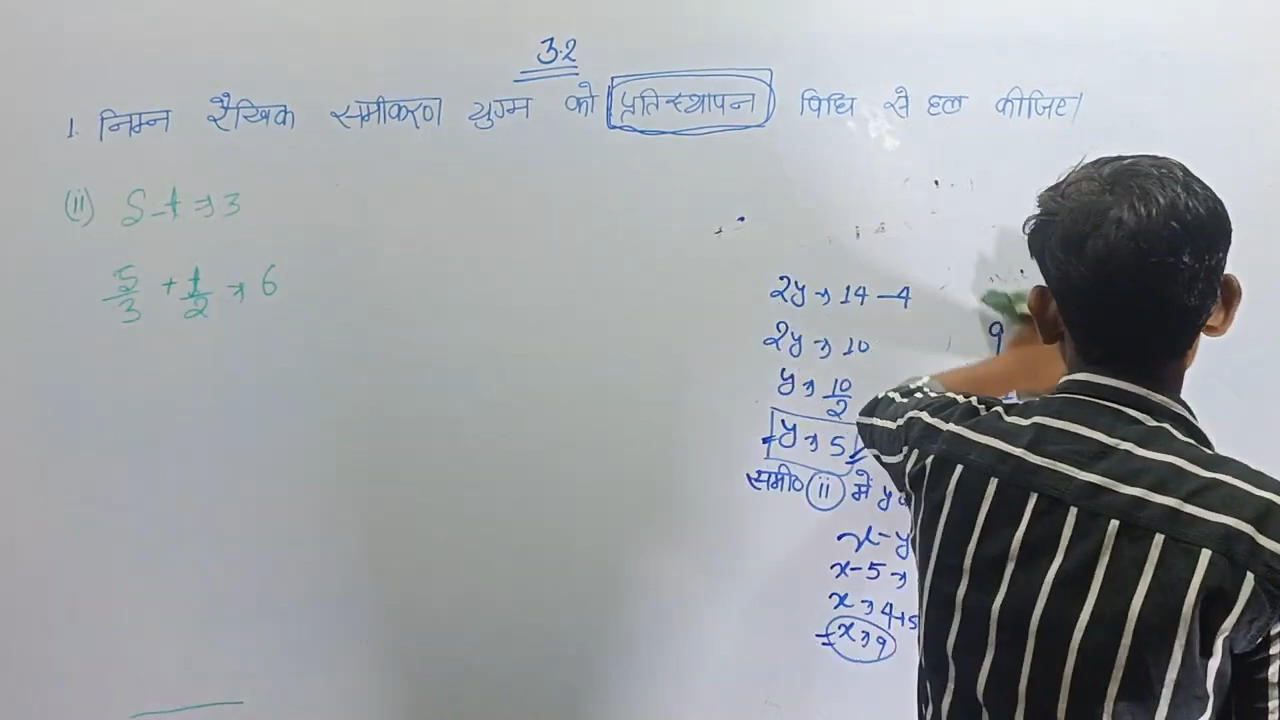 3.2
1. निम्न रैखिक समीकरण युग्म को प्रतिस्थापन विधि से हल कीजिए।
(ii) S-t⇒3
S/3 + t/2 ⇒ 6
2y ⇒ 14-4
2y ⇒ 10
9
y ⇒ 10/2
y ⇒ 5
समी० (ii) में y
x-y
x-5 ⇒
x ⇒ 4+5
x ⇒ 9